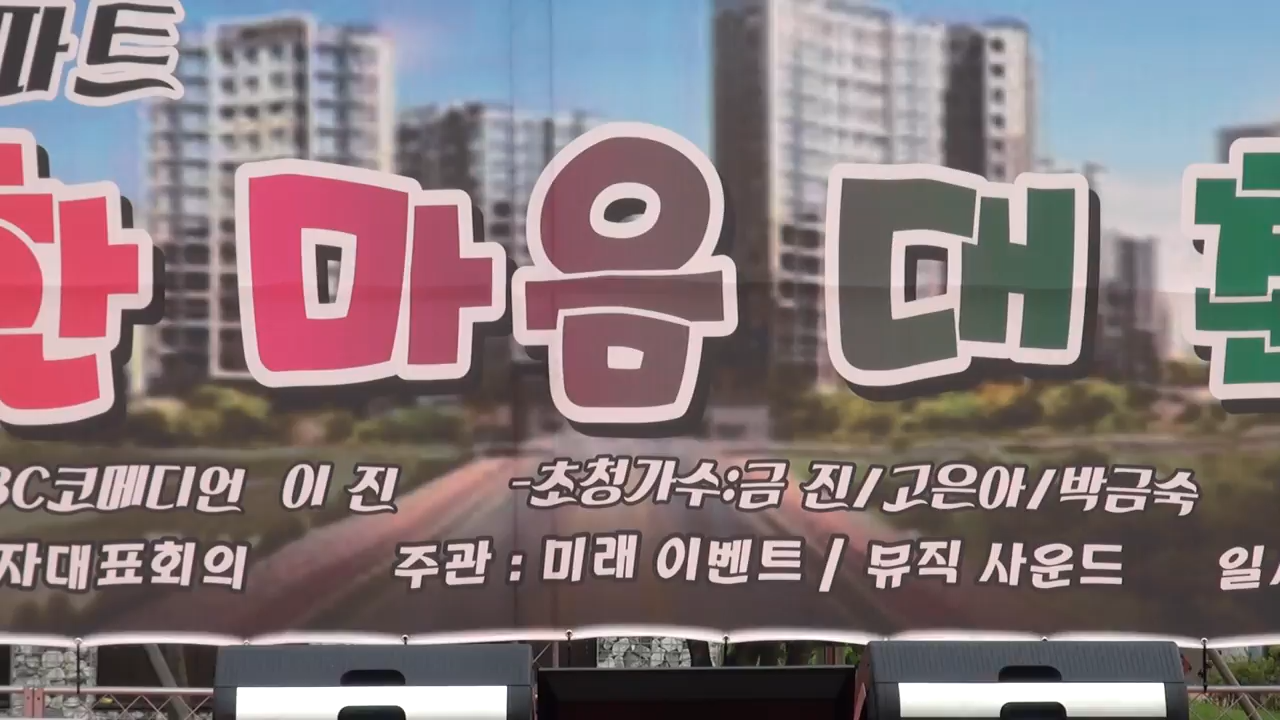 파트
한 마음 대
BC코메디언 이 진 -초청가수:금 진/고은아/박금숙
자대표회의 주관 : 미래 이벤트 / 뮤직 사운드 일